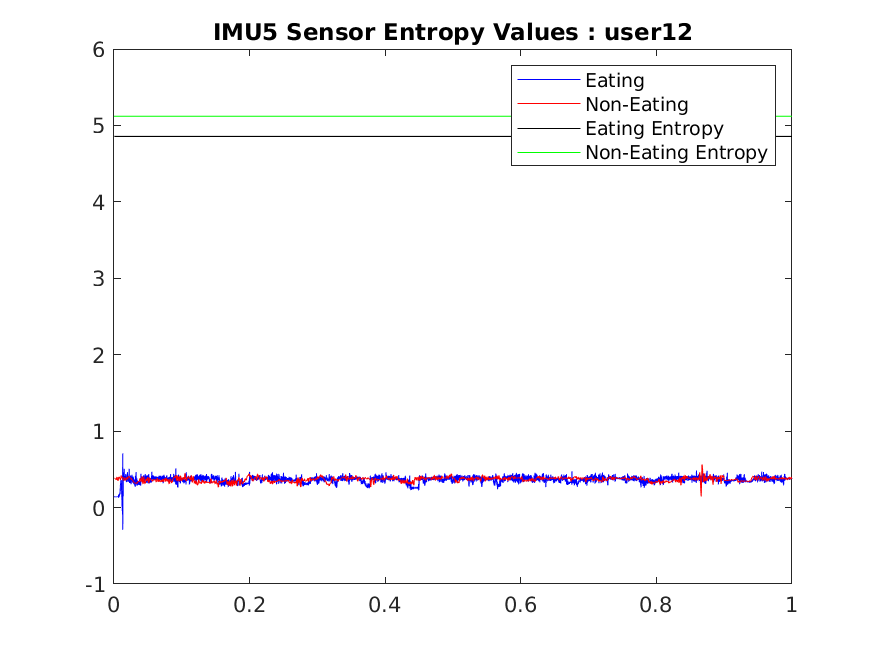 IMU5 Sensor Entropy Values : user12
6
5
4
3
2
1
0
-1
Eating
Non-Eating
Eating Entropy
Non-Eating Entropy
0 0.2 0.4 0.6 0.8 1